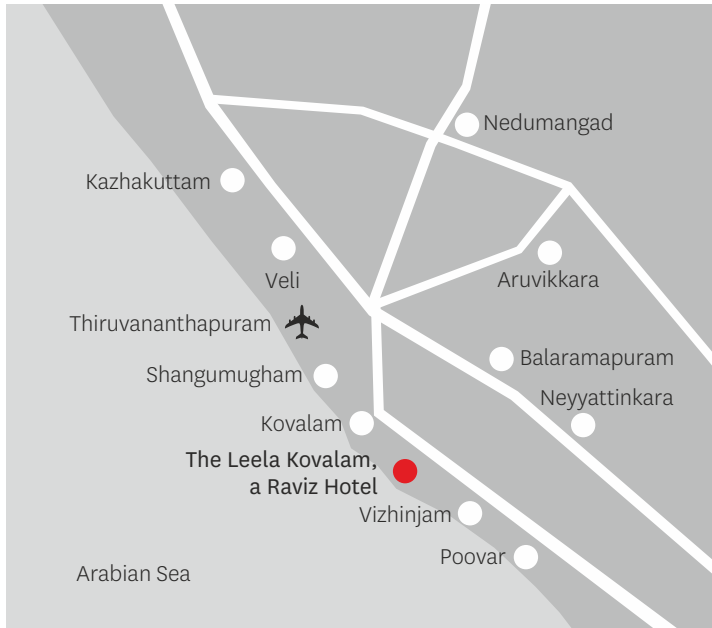 Nedumangad
Kazhakuttam
Veli
Aruvikkara
Thiruvananthapuram
Shangumugham
Balaramapuram
Neyyattinkara
Kovalam
The Leela Kovalam,
a Raviz Hotel
Vizhinjam
Poovar
Arabian Sea